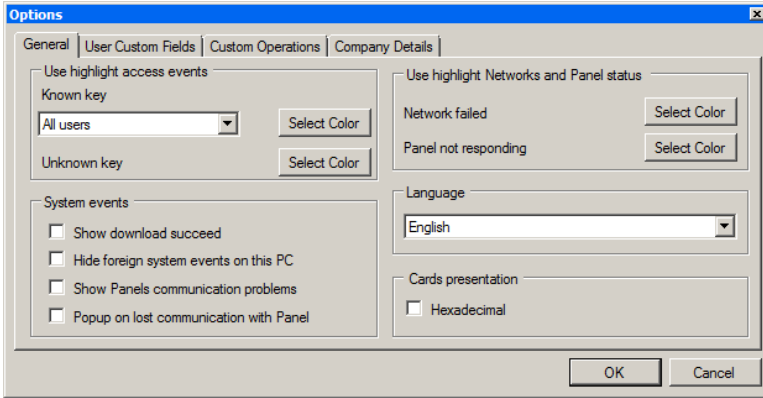 Options
General
User Custom Fields
Custom Operations
Company Details
Use highlight access events
Known key
All users
Select Color
Unknown key
Select Color
System events
Show download succeed
Hide foreign system events on this PC
Show Panels communication problems
Popup on lost communication with Panel
Use highlight Networks and Panel status
Network failed
Select Color
Panel not responding
Select Color
Language
English
Cards presentation
Hexadecimal
OK
Cancel